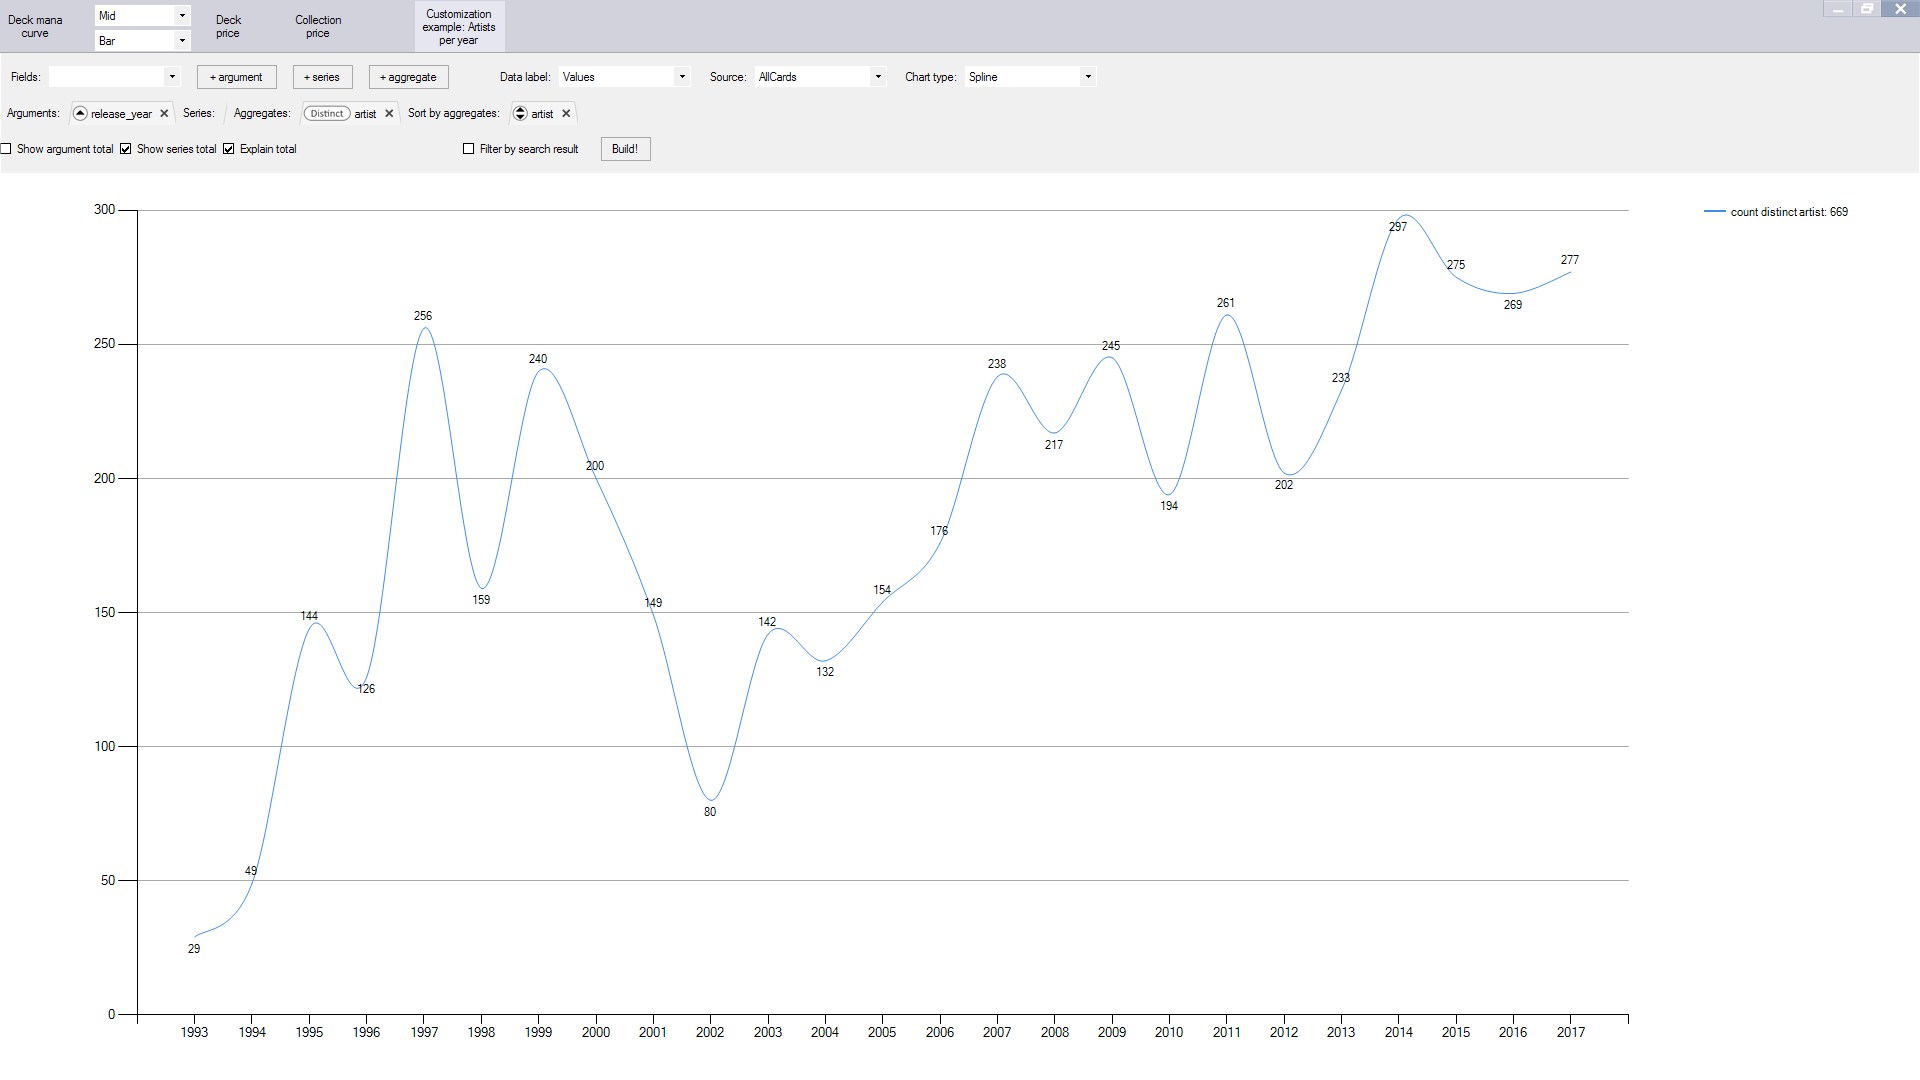 Deck mana
curve
Mid
Bar
Deck
price
Collection
price
Customization
example: Artists
per year
Fields:
+ argument
+ series
+ aggregate
Data label:
Values
Source:
AllCards
Chart type:
Spline
Arguments:
release_year
Series:
Aggregates:
Distinct
artist
Sort by aggregates:
artist
Show argument total
Show series total
Explain total
Filter by search result
Build!
count distinct artist: 669
300
250
200
150
100
50
0
29
49
144
126
256
159
240
200
149
80
142
132
154
176
238
217
245
194
261
202
233
297
275
269
277
1993 1994 1995 1996 1997 1998 1999 2000 2001 2002 2003 2004 2005 2006 2007 2008 2009 2010 2011 2012 2013 2014 2015 2016 2017